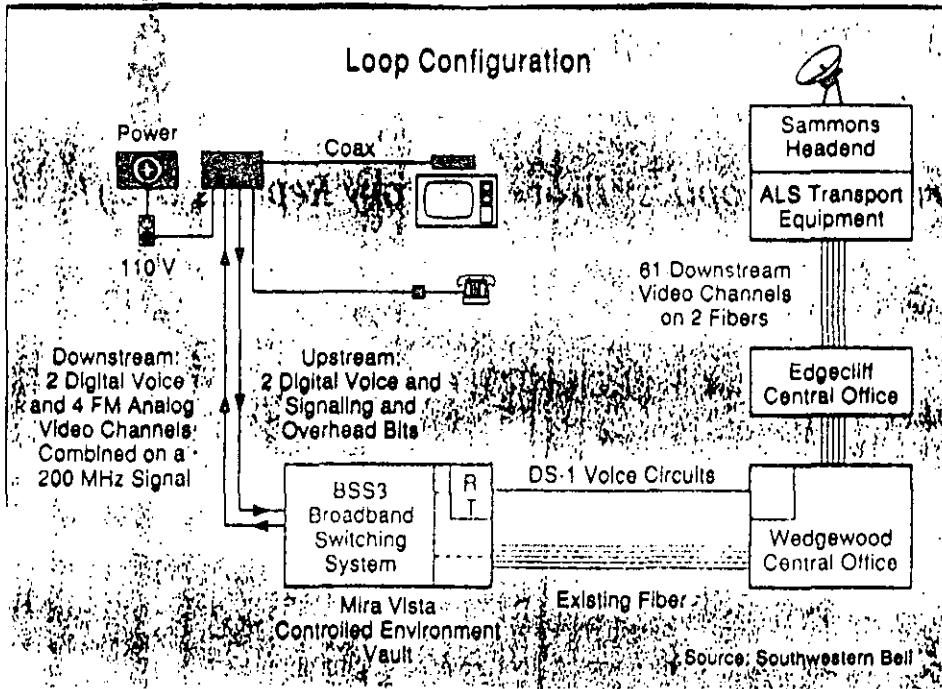 Loop Configuration
Power
110 V
Coax
Sammons
Headend
ALS Transport
Equipment
61 Downstream
Video Channels
on 2 Fibers
Edgecliff
Central Office
Downstream:
2 Digital Voice
and 4 FM Analog
Video Channels
Combined on a
200 MHz Signal
Upstream:
2 Digital Voice and
Signaling and
Overhead Bits
BSS3
Broadband
Switching
System
R
T
DS-1 Voice Circuits
Wedgewood
Central Office
Existing Fiber
Mira Vista
Controlled Environment
Vault
Source: Southwestern Bell